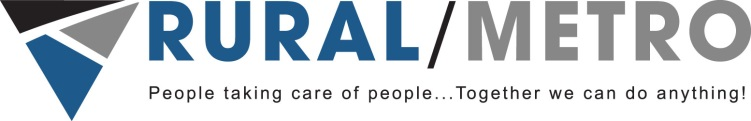 RURAL/METRO
People taking care of people...Together we can do anything!